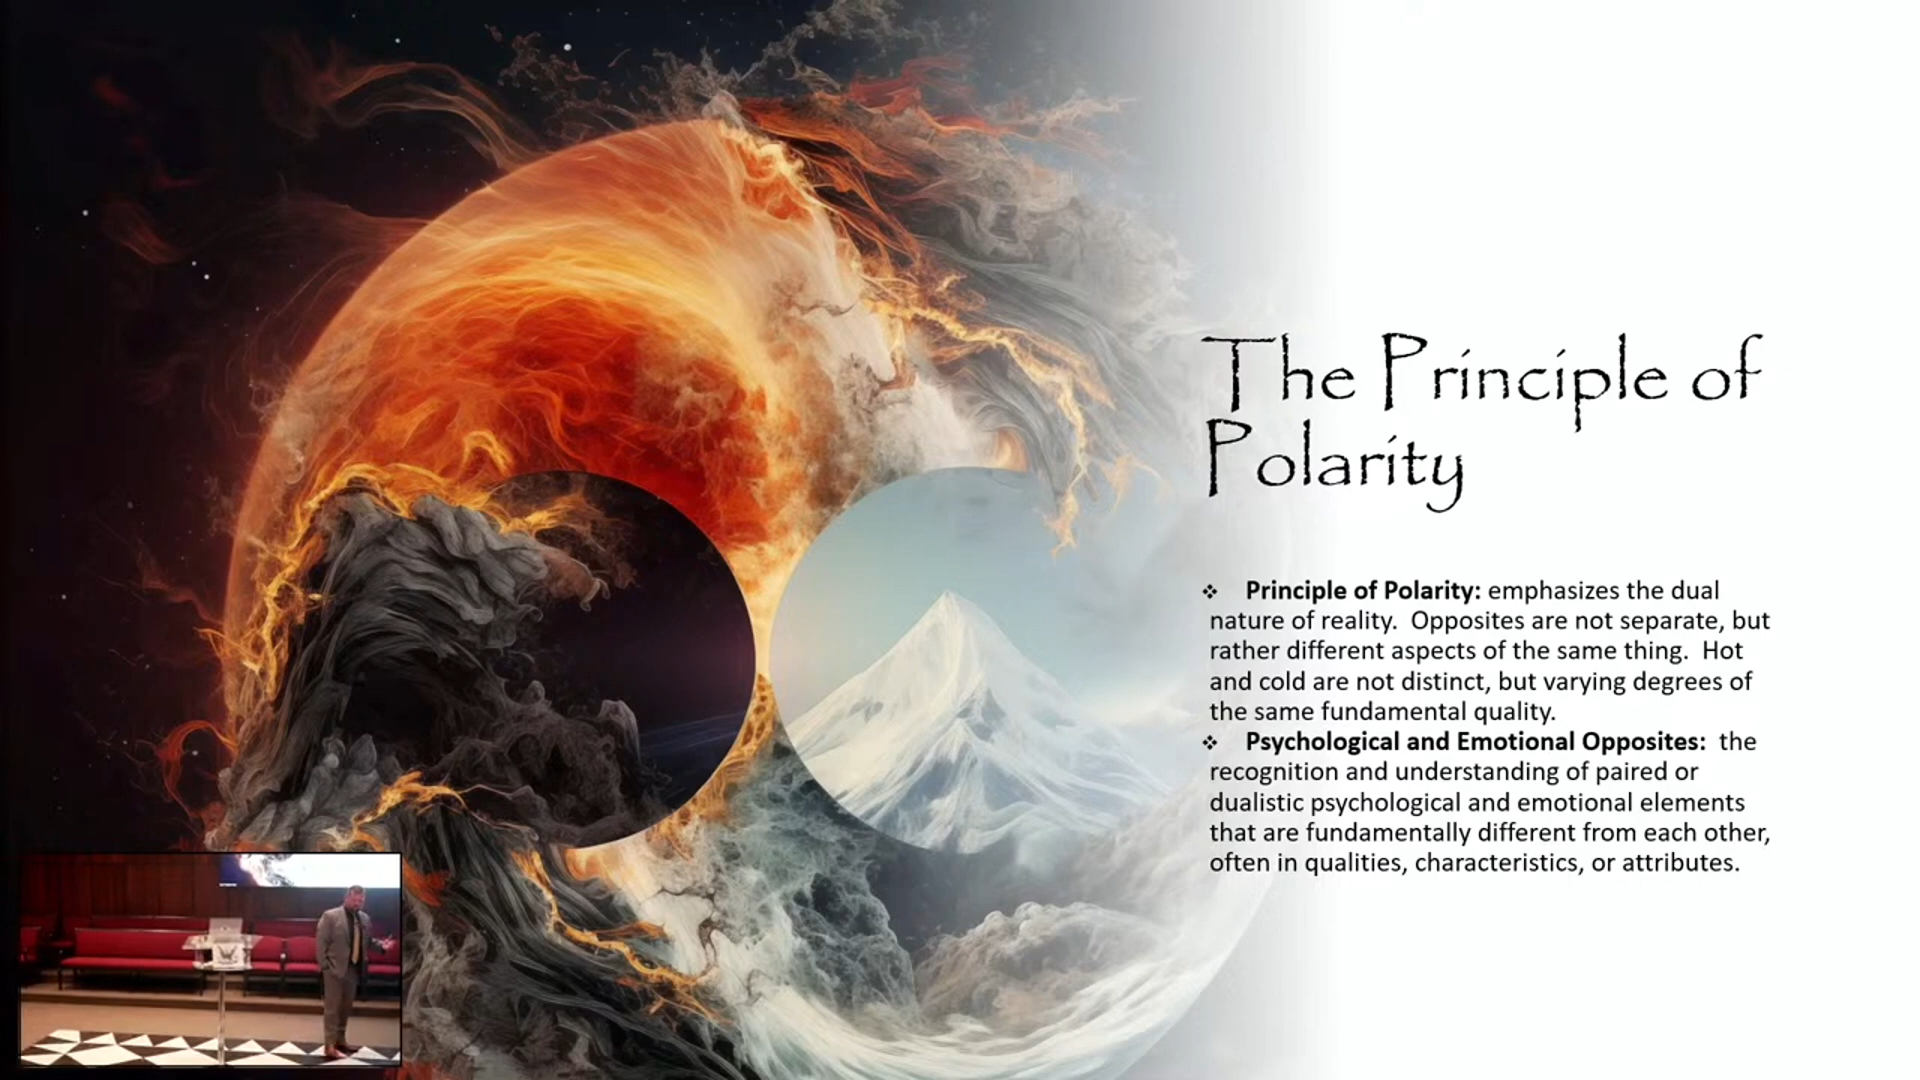 The Principle of
Polarity
❖ Principle of Polarity: emphasizes the dual
nature of reality. Opposites are not separate, but
rather different aspects of the same thing. Hot
and cold are not distinct, but varying degrees of
the same fundamental quality.
❖ Psychological and Emotional Opposites: the
recognition and understanding of paired or
dualistic psychological and emotional elements
that are fundamentally different from each other,
often in qualities, characteristics, or attributes.